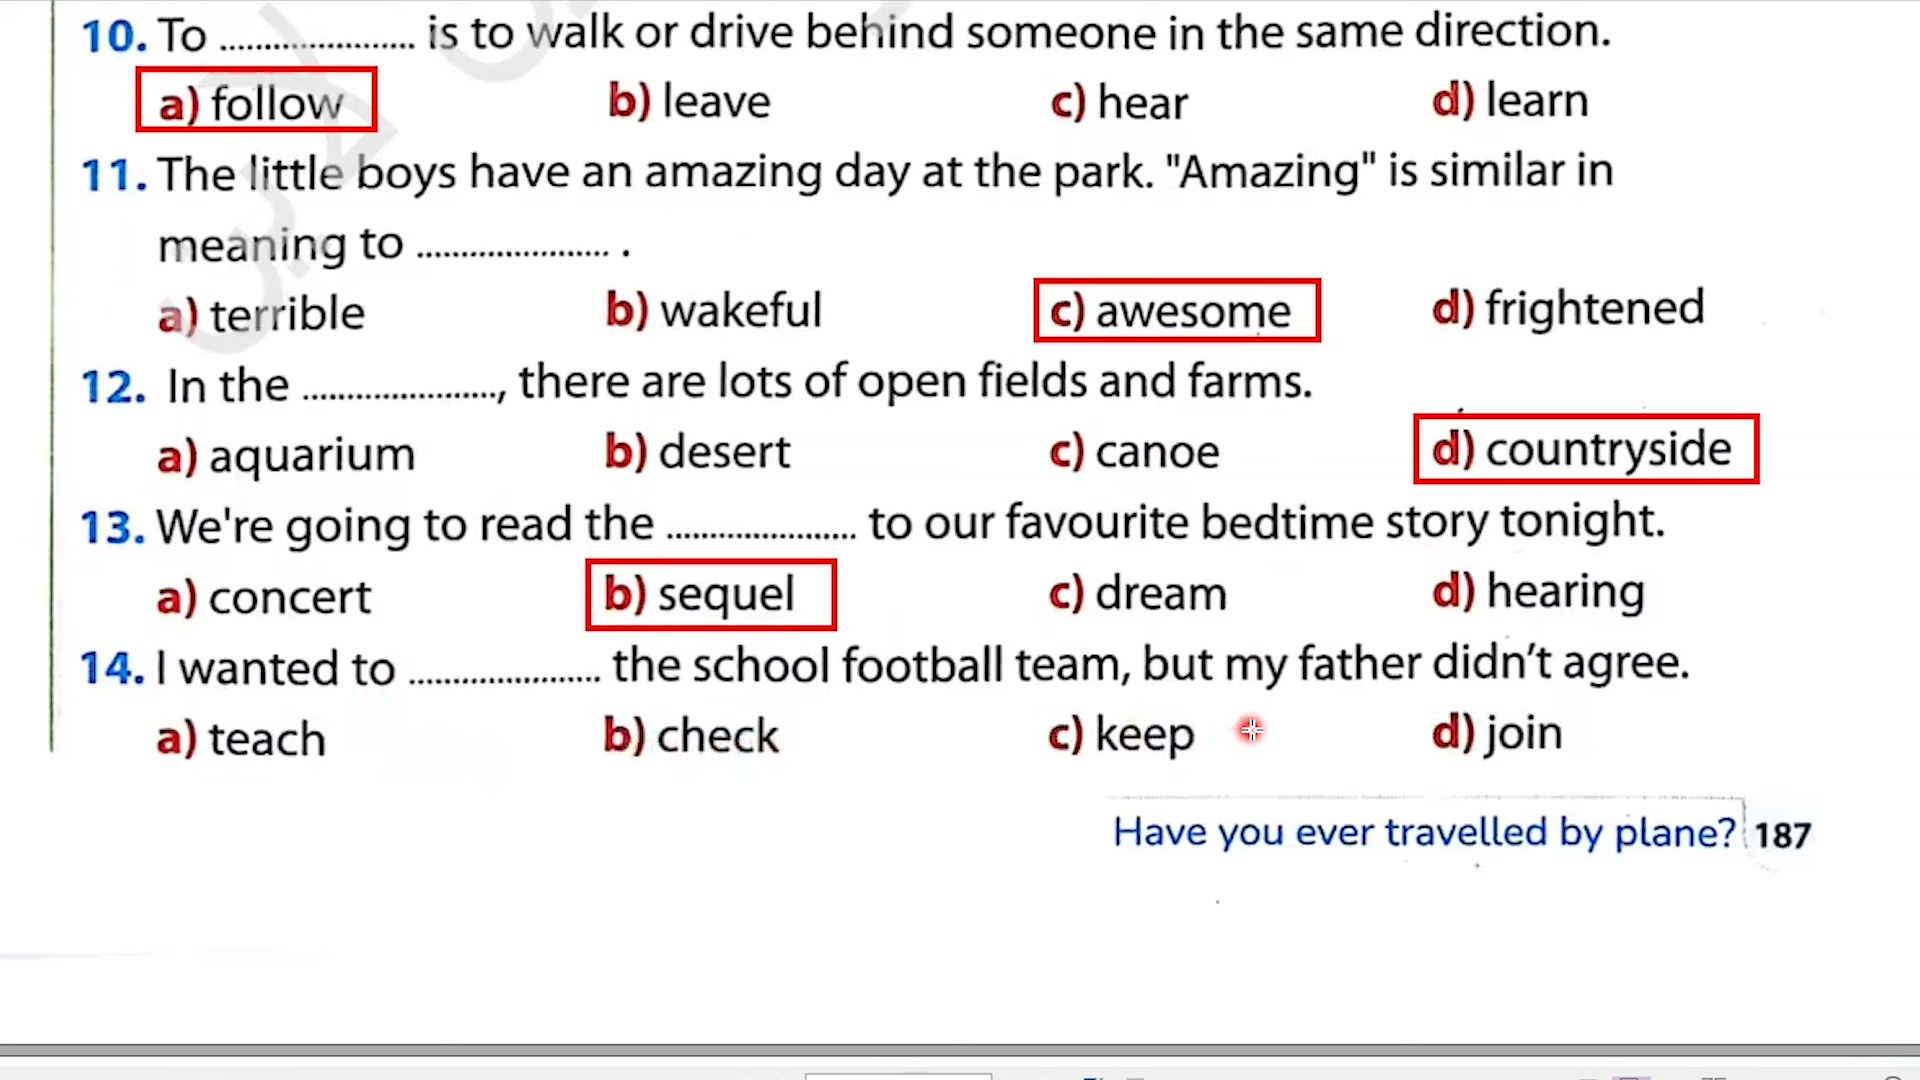 10. To ...................... is to walk or drive behind someone in the same direction.
a) follow b) leave c) hear d) learn
11. The little boys have an amazing day at the park. "Amazing" is similar in
meaning to ...................... .
a) terrible b) wakeful c) awesome d) frightened
12. In the ......................, there are lots of open fields and farms.
a) aquarium b) desert c) canoe d) countryside
13. We're going to read the ...................... to our favourite bedtime story tonight.
a) concert b) sequel c) dream d) hearing
14. I wanted to ...................... the school football team, but my father didn't agree.
a) teach b) check c) keep d) join
Have you ever travelled by plane? 187